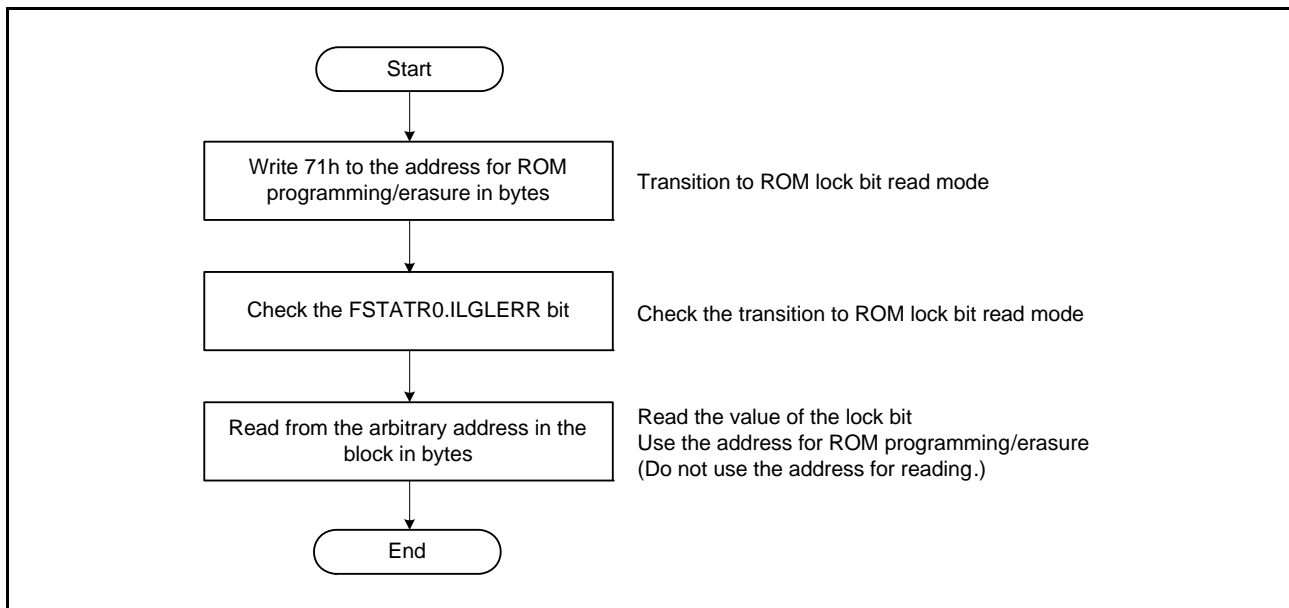 Start
Write 71h to the address for ROM
programming/erasure in bytes
Transition to ROM lock bit read mode
Check the FSTATR0.ILGLERR bit
Check the transition to ROM lock bit read mode
Read from the arbitrary address in the
block in bytes
Read the value of the lock bit
Use the address for ROM programming/erasure
(Do not use the address for reading.)
End